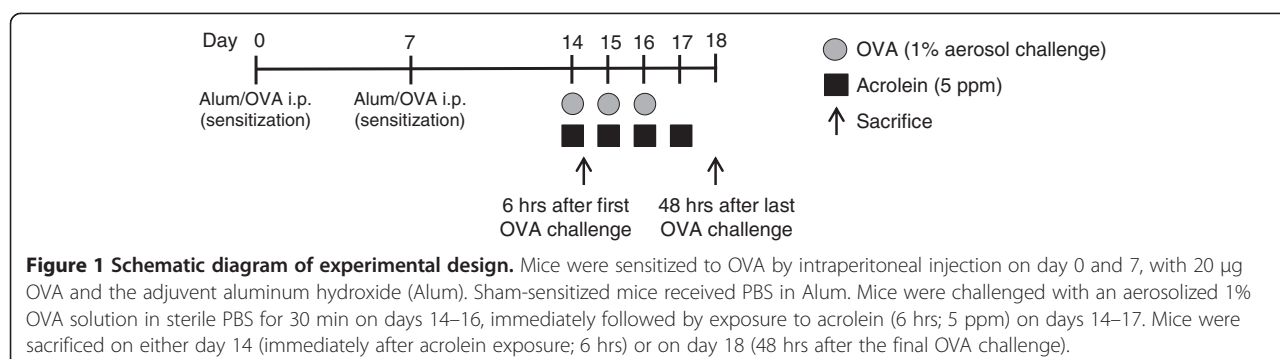 Day 0 7 14 15 16 17 18
OVA (1% aerosol challenge)
Acrolein (5 ppm)
Sacrifice
Alum/OVA i.p.
(sensitization)
Alum/OVA i.p.
(sensitization)
6 hrs after first
OVA challenge
48 hrs after last
OVA challenge
Figure 1 Schematic diagram of experimental design. Mice were sensitized to OVA by intraperitoneal injection on day 0 and 7, with 20 μg
OVA and the adjuvent aluminum hydroxide (Alum). Sham-sensitized mice received PBS in Alum. Mice were challenged with an aerosolized 1%
OVA solution in sterile PBS for 30 min on days 14–16, immediately followed by exposure to acrolein (6 hrs; 5 ppm) on days 14–17. Mice were
sacrificed on either day 14 (immediately after acrolein exposure; 6 hrs) or on day 18 (48 hrs after the final OVA challenge).